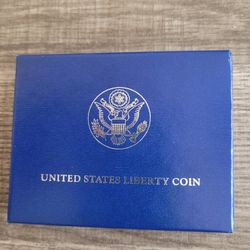 UNITED STATES LIBERTY COIN